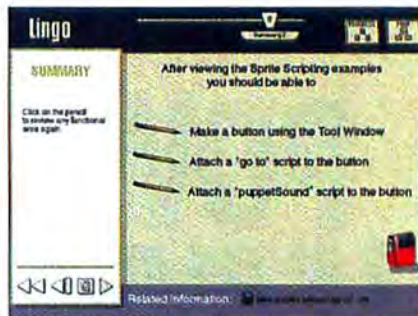 Lingo
Summary 2
SUMMARY
Click on the pencil
to review any functional
area again
After viewing the Sprite Scripting examples
you should be able to
Make a button using the Tool Window
Attach a "go to" script to the button
Attach a "puppetSound" script to the button
Related Information: